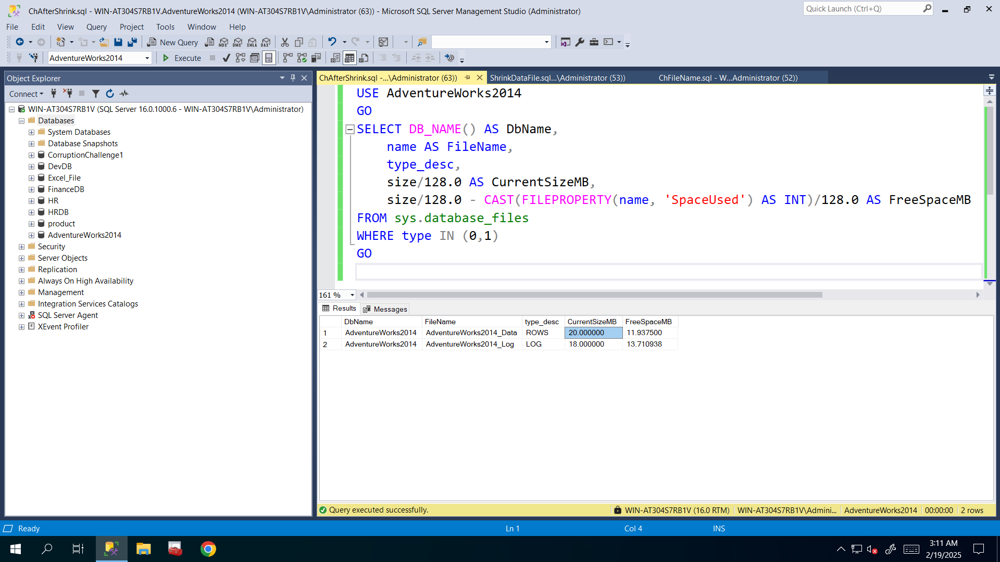 ChAfterShrink.sql - WIN-AT304S7RB1V.AdventureWorks2014 (WIN-AT304S7RB1V\Administrator (63)) - Microsoft SQL Server Management Studio (Administrator)
Quick Launch (Ctrl+Q)
File Edit View Query Project Tools Window Help
New Query MDX DMX XMLA DAX
AdventureWorks2014 Execute
Object Explorer
Connect
WIN-AT304S7RB1V (SQL Server 16.0.1000.6 - WIN-AT304S7RB1V\Administrator)
Databases
System Databases
Database Snapshots
CorruptionChallenge1
DevDB
Excel_File
FinanceDB
HR
HRDB
product
AdventureWorks2014
Security
Server Objects
Replication
Always On High Availability
Management
Integration Services Catalogs
SQL Server Agent
XEvent Profiler
ChAfterShrink.sql -...\Administrator (63)) ShrinkDataFile.sql...\Administrator (53)) ChFileName.sql - W...Administrator (52))
USE AdventureWorks2014
GO
SELECT DB_NAME() AS DbName,
name AS FileName,
type_desc,
size/128.0 AS CurrentSizeMB,
size/128.0 - CAST(FILEPROPERTY(name, 'SpaceUsed') AS INT)/128.0 AS FreeSpaceMB
FROM sys.database_files
WHERE type IN (0,1)
GO
161 %
Results Messages
DbName FileName type_desc CurrentSizeMB FreeSpaceMB
1 AdventureWorks2014 AdventureWorks2014_Data ROWS 20.000000 11.937500
2 AdventureWorks2014 AdventureWorks2014_Log LOG 18.000000 13.710938
Query executed successfully. WIN-AT304S7RB1V (16.0 RTM) WIN-AT304S7RB1V\Admini... AdventureWorks2014 00:00:00 2 rows
Ready Ln 1 Col 4 INS
3:11 AM
2/19/2025